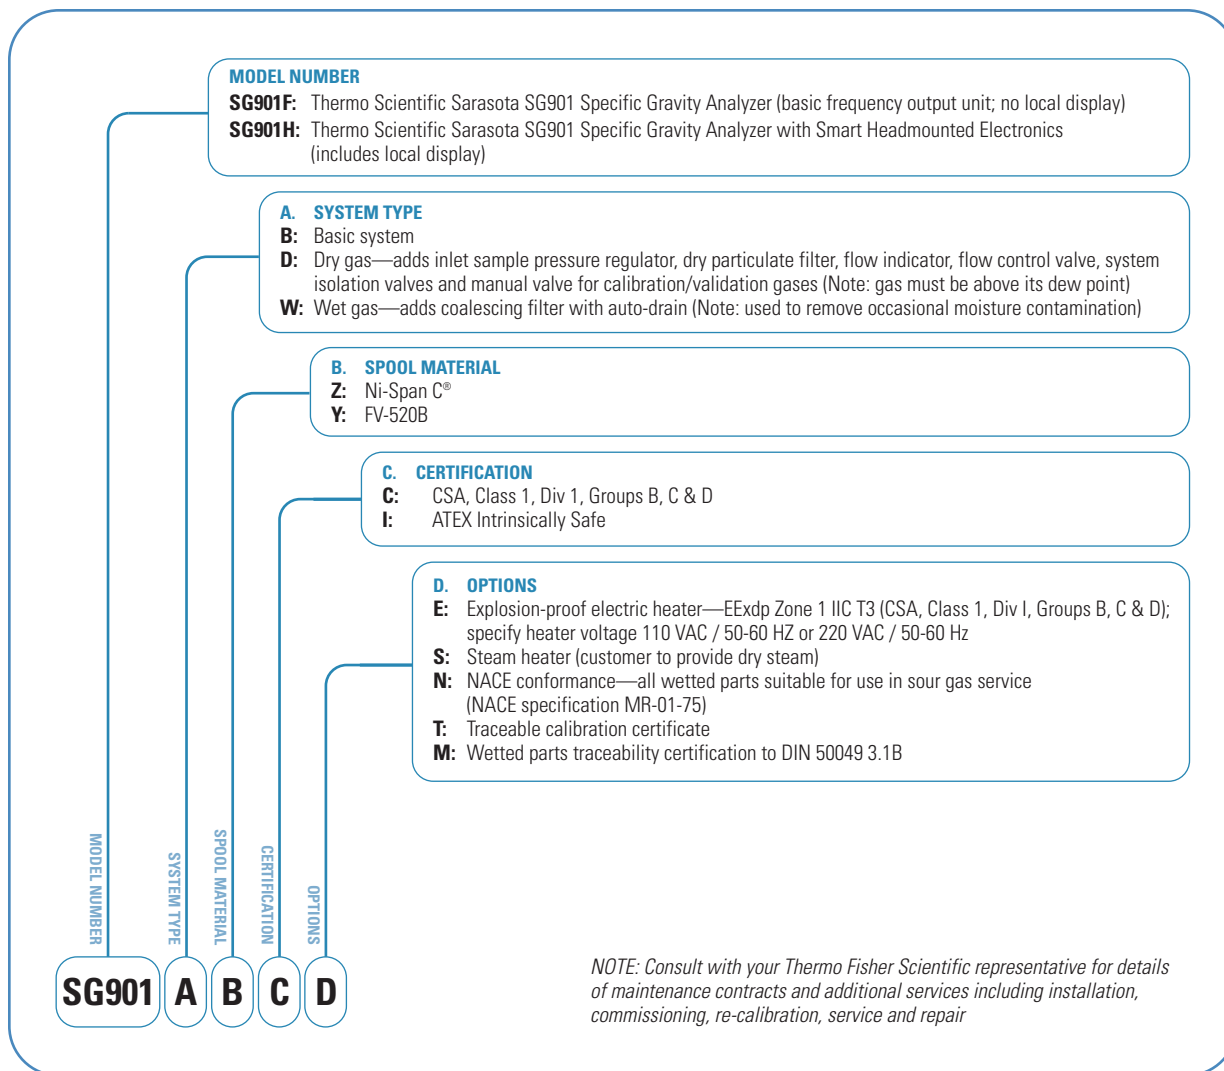 MODEL NUMBER
SG901F: Thermo Scientific Sarasota SG901 Specific Gravity Analyzer (basic frequency output unit; no local display)
SG901H: Thermo Scientific Sarasota SG901 Specific Gravity Analyzer with Smart Headmounted Electronics
(includes local display)
A. SYSTEM TYPE
B: Basic system
D: Dry gas—adds inlet sample pressure regulator, dry particulate filter, flow indicator, flow control valve, system
isolation valves and manual valve for calibration/validation gases (Note: gas must be above its dew point)
W: Wet gas—adds coalescing filter with auto-drain (Note: used to remove occasional moisture contamination)
B. SPOOL MATERIAL
Z: Ni-Span C®
Y: FV-520B
C. CERTIFICATION
C: CSA, Class 1, Div 1, Groups B, C & D
I: ATEX Intrinsically Safe
D. OPTIONS
E: Explosion-proof electric heater—EExdp Zone 1 IIC T3 (CSA, Class 1, Div I, Groups B, C & D);
specify heater voltage 110 VAC / 50-60 HZ or 220 VAC / 50-60 Hz
S: Steam heater (customer to provide dry steam)
N: NACE conformance—all wetted parts suitable for use in sour gas service
(NACE specification MR-01-75)
T: Traceable calibration certificate
M: Wetted parts traceability certification to DIN 50049 3.1B
MODEL NUMBER
SYSTEM TYPE
SPOOL MATERIAL
CERTIFICATION
OPTIONS
SG901 A B C D
NOTE: Consult with your Thermo Fisher Scientific representative for details
of maintenance contracts and additional services including installation,
commissioning, re-calibration, service and repair